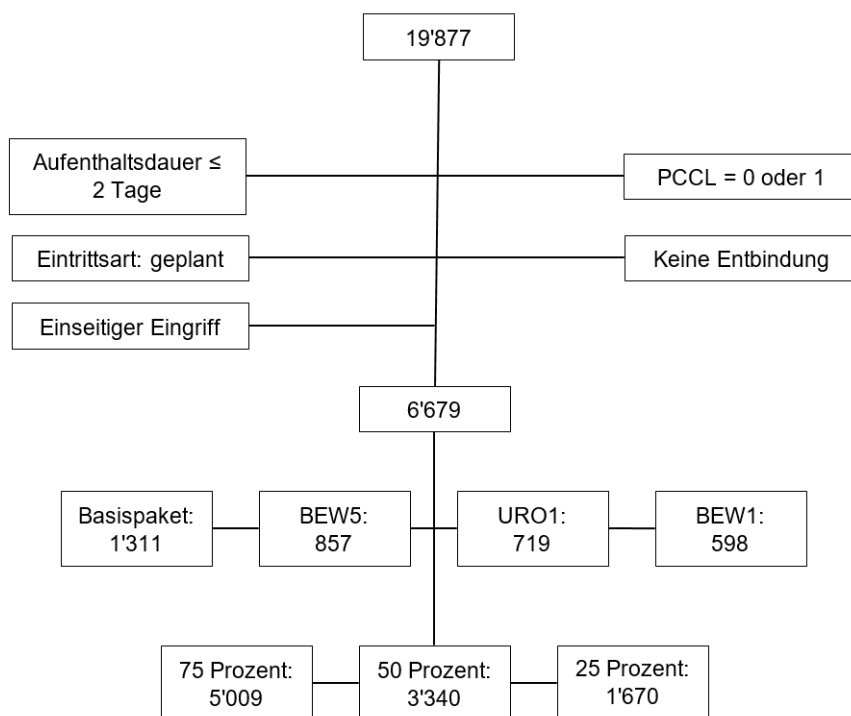 19'877
Aufenthaltsdauer ≤
2 Tage
PCCL = 0 oder 1
Eintrittsart: geplant
Keine Entbindung
Einseitiger Eingriff
6'679
Basispaket:
1'311
BEW5:
857
URO1:
719
BEW1:
598
75 Prozent:
5'009
50 Prozent:
3'340
25 Prozent:
1'670